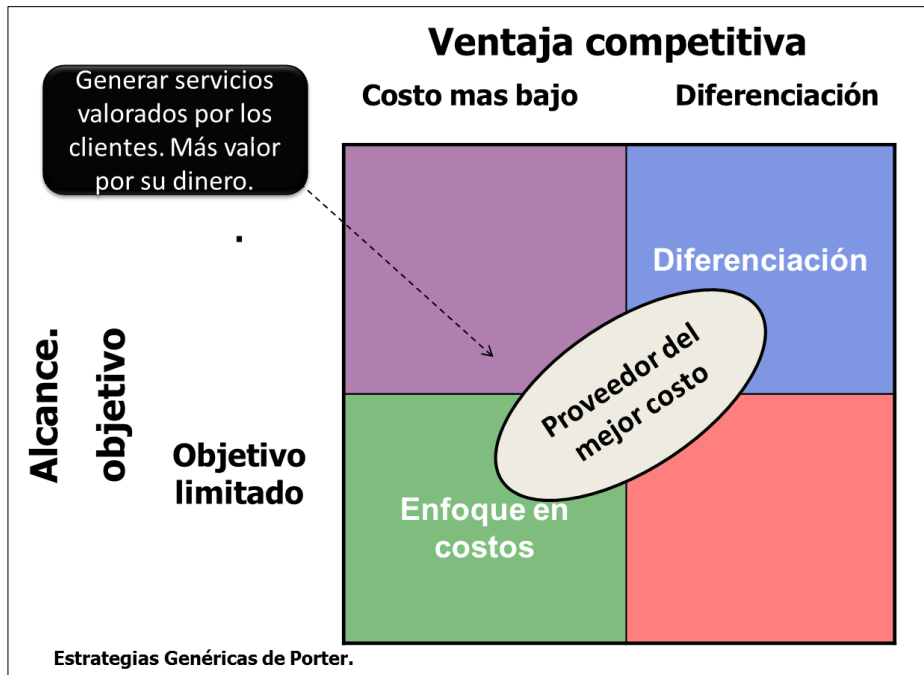 Ventaja competitiva
Generar servicios
valorados por los
clientes. Más valor
por su dinero.
Costo mas bajo
Diferenciación
.
Diferenciación
Proveedor del
mejor costo
Alcance.
objetivo
Objetivo
limitado
Enfoque en
costos
Estrategias Genéricas de Porter.